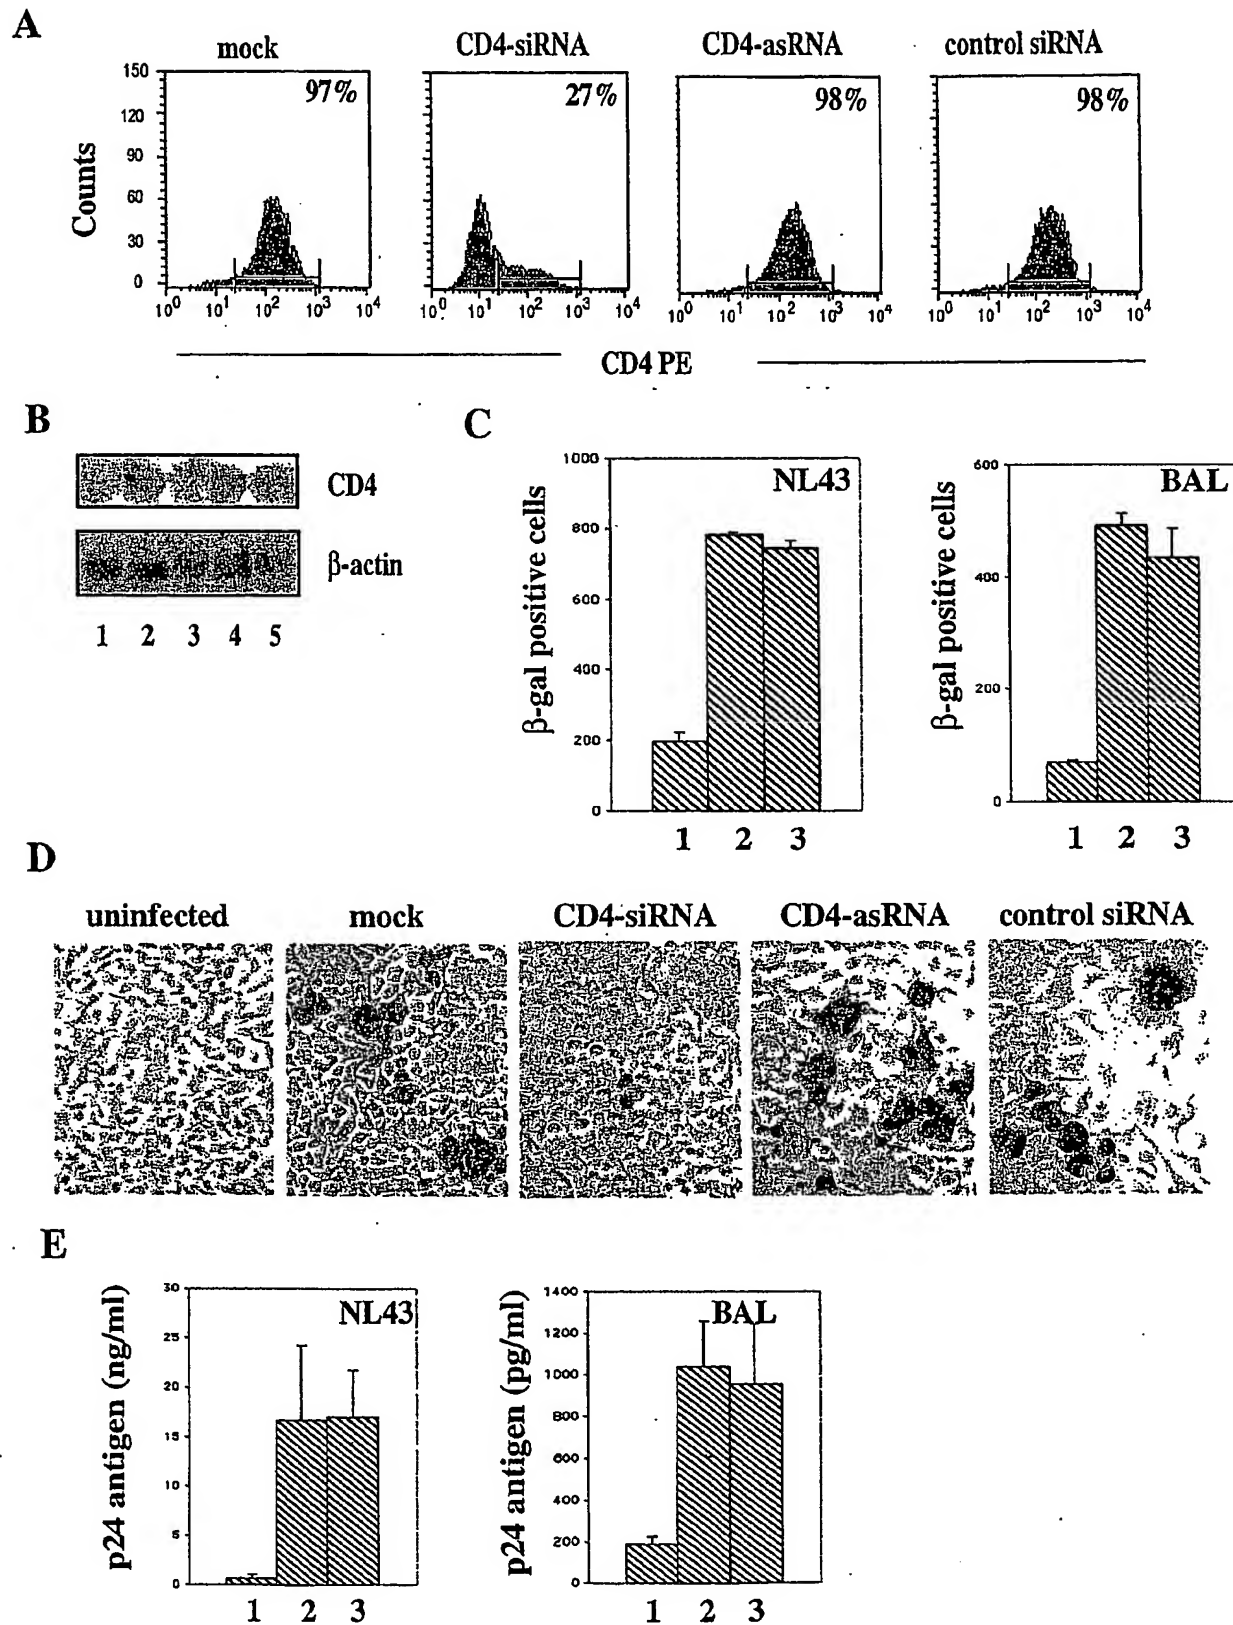 A
mock
CD4-siRNA
CD4-asRNA
control siRNA
97%
27%
98%
98%
Counts
150
120
90
60
30
0
10^0 10^1 10^2 10^3 10^4
10^0 10^1 10^2 10^3 10^4
10^0 10^1 10^2 10^3 10^4
10^0 10^1 10^2 10^3 10^4
CD4 PE
B
CD4
β-actin
1 2 3 4 5
C
β-gal positive cells
NL43
1000
800
600
400
200
0
1 2 3
β-gal positive cells
BAL
600
400
200
0
1 2 3
D
uninfected
mock
CD4-siRNA
CD4-asRNA
control siRNA
E
p24 antigen (ng/ml)
NL43
30
25
20
15
10
5
0
1 2 3
p24 antigen (pg/ml)
BAL
1400
1200
1000
800
600
400
200
0
1 2 3